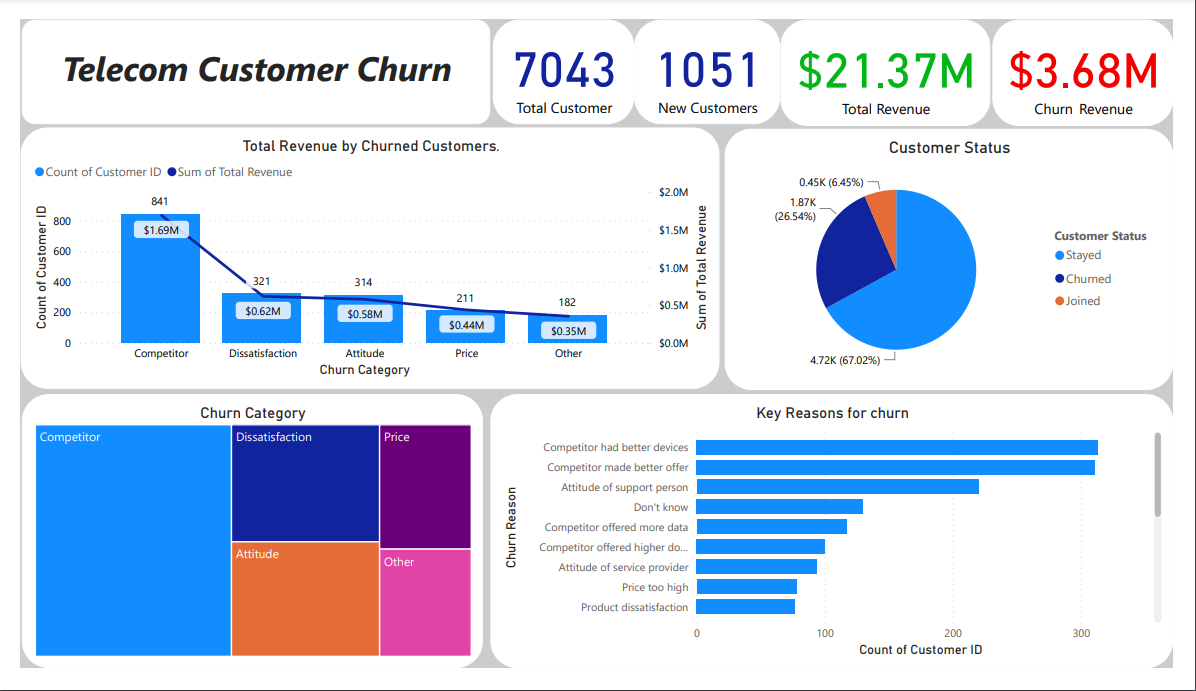 Telecom Customer Churn
7043
Total Customer
1051
New Customers
$21.37M
Total Revenue
$3.68M
Churn Revenue
Total Revenue by Churned Customers.
Count of Customer ID
Sum of Total Revenue
Count of Customer ID
800
600
400
200
0
841
$1.69M
321
$0.62M
314
$0.58M
211
$0.44M
182
$0.35M
$2.0M
$1.5M
$1.0M
$0.5M
$0.0M
Sum of Total Revenue
Competitor
Dissatisfaction
Attitude
Price
Other
Churn Category
Customer Status
0.45K (6.45%)
1.87K
(26.54%)
4.72K (67.02%)
Customer Status
Stayed
Churned
Joined
Churn Category
Competitor
Dissatisfaction
Price
Attitude
Other
Key Reasons for churn
Churn Reason
Competitor had better devices
Competitor made better offer
Attitude of support person
Don't know
Competitor offered more data
Competitor offered higher do...
Attitude of service provider
Price too high
Product dissatisfaction
0
100
200
300
Count of Customer ID